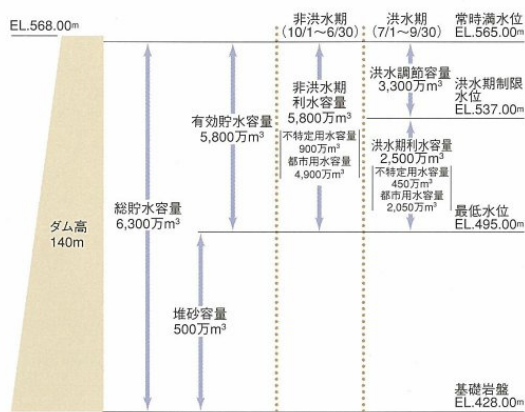 EL.568.00m
非洪水期
(10/1～6/30)
洪水期
(7/1～9/30)
常時満水位
EL.565.00m
非洪水期
利水容量
5,800万m³
不特定用水容量
900万m³
都市用水容量
4,900万m³
洪水調節容量
3,300万m³
洪水期制限
水位
EL.537.00m
有効貯水容量
5,800万m³
洪水期利水容量
2,500万m³
不特定用水容量
450万m³
都市用水容量
2,050万m³
総貯水容量
6,300万m³
最低水位
EL.495.00m
ダム高
140m
堆砂容量
500万m³
基礎岩盤
EL.428.00m